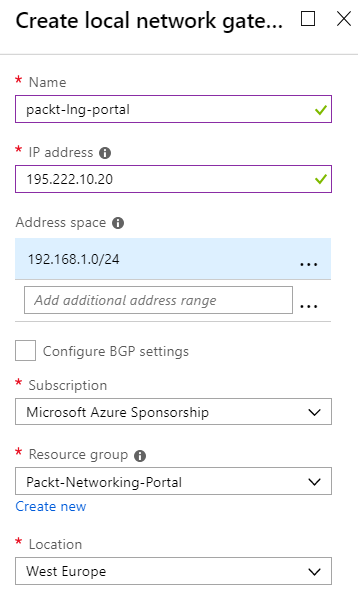 Create local network gate...
* Name
packt-lng-portal
* IP address
195.222.10.20
Address space
192.168.1.0/24
...
Add additional address range
...
Configure BGP settings
* Subscription
Microsoft Azure Sponsorship
* Resource group
Packt-Networking-Portal
Create new
* Location
West Europe